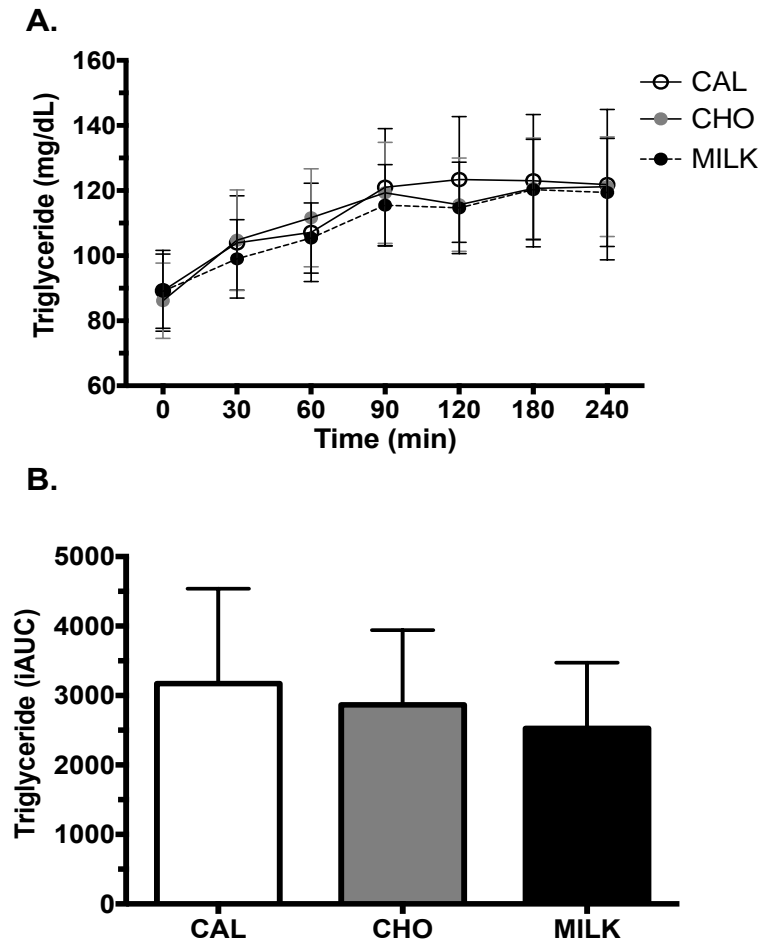 A.
Triglyceride (mg/dL)
160
140
120
100
80
60
0 30 60 90 120 180 240
Time (min)
CAL
CHO
MILK
B.
Triglyceride (iAUC)
5000
4000
3000
2000
1000
0
CAL CHO MILK